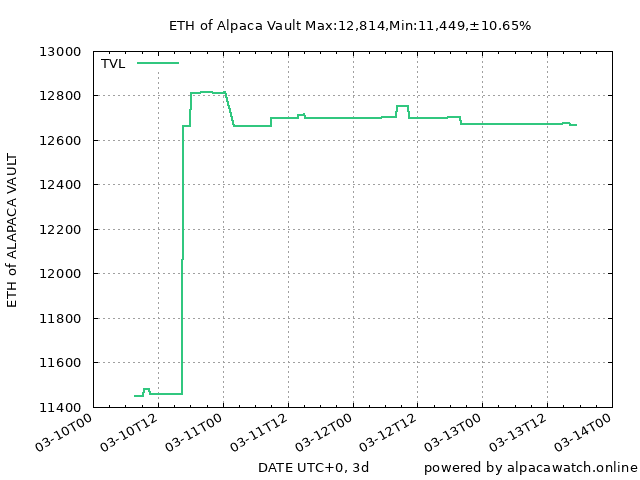 ETH of Alpaca Vault Max:12,814,Min:11,449,±10.65%
TVL
13000
12800
12600
12400
12200
12000
11800
11600
11400
ETH of ALAPACA VAULT
03-10T00
03-10T12
03-11T00
03-11T12
03-12T00
03-12T12
03-13T00
03-13T12
03-14T00
DATE UTC+0, 3d
powered by alpacawatch.online